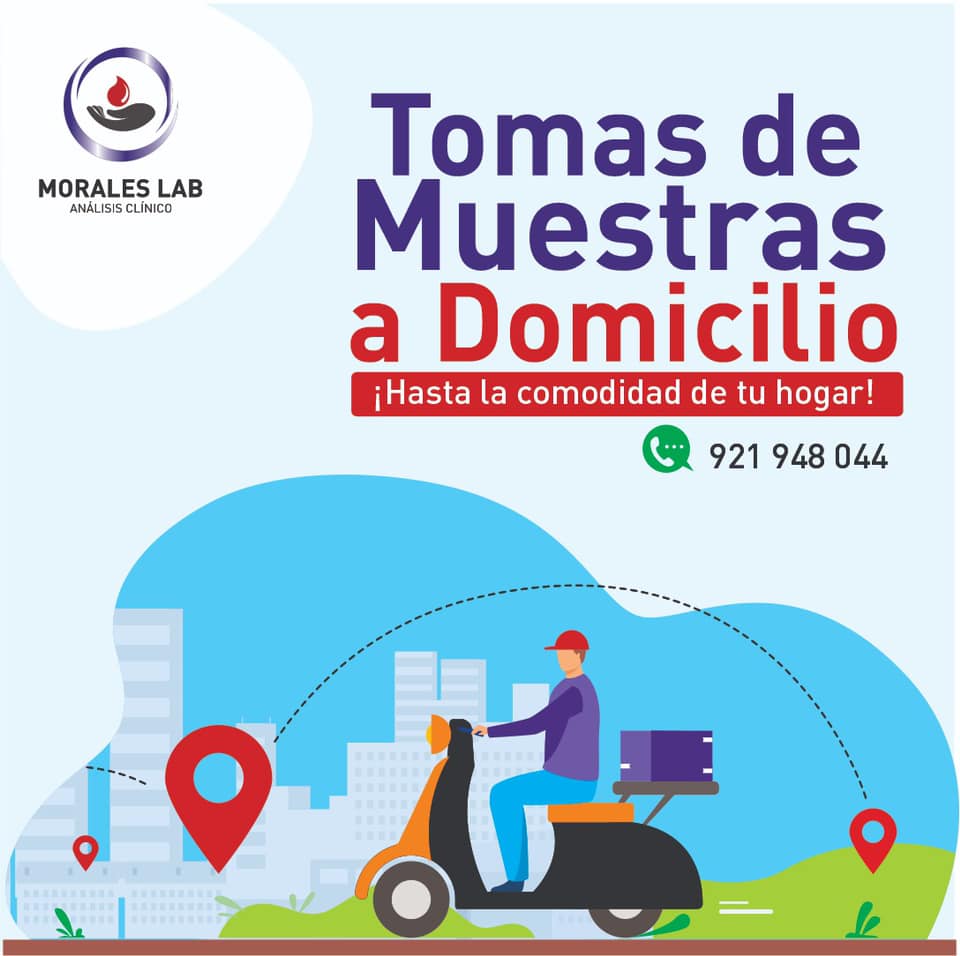 MORALES LAB
ANÁLISIS CLÍNICO
Tomas de
Muestras
a Domicilio
¡Hasta la comodidad de tu hogar!
921 948 044